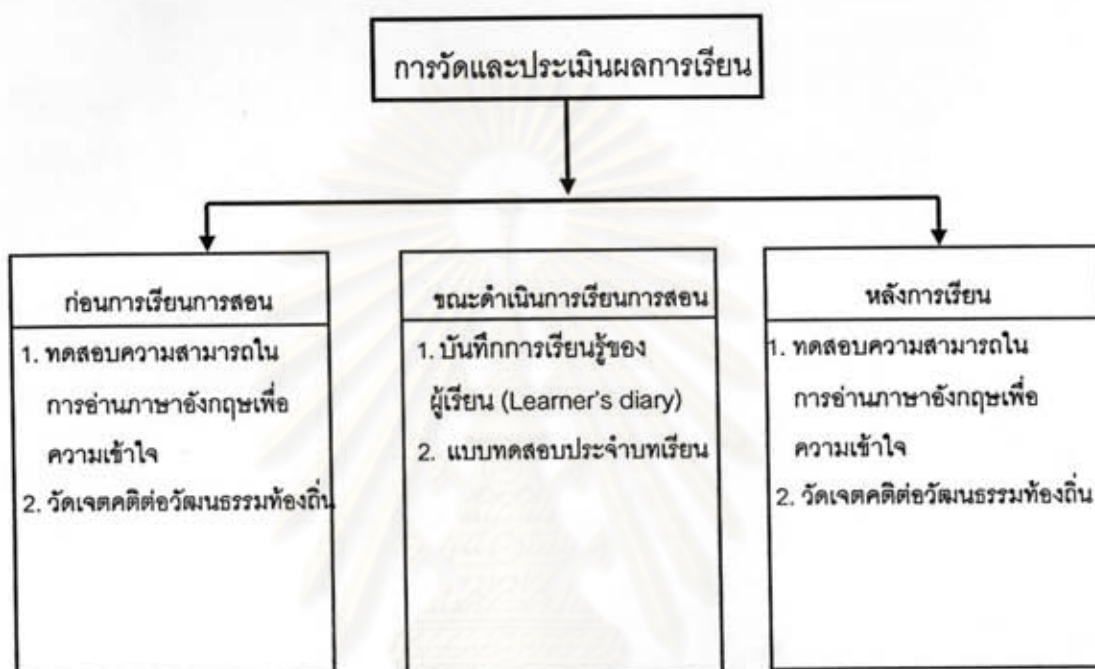 การวัดและประเมินผลการเรียน
ก่อนการเรียนการสอน
1. ทดสอบความสามารถใน
การอ่านภาษาอังกฤษเพื่อ
ความเข้าใจ
2. วัดเจตคติต่อวัฒนธรรมท้องถิ่น
ขณะดำเนินการเรียนการสอน
1. บันทึกการเรียนรู้ของ
ผู้เรียน (Learner's diary)
2. แบบทดสอบประจำบทเรียน
หลังการเรียน
1. ทดสอบความสามารถใน
การอ่านภาษาอังกฤษเพื่อ
ความเข้าใจ
2. วัดเจตคติต่อวัฒนธรรมท้องถิ่น